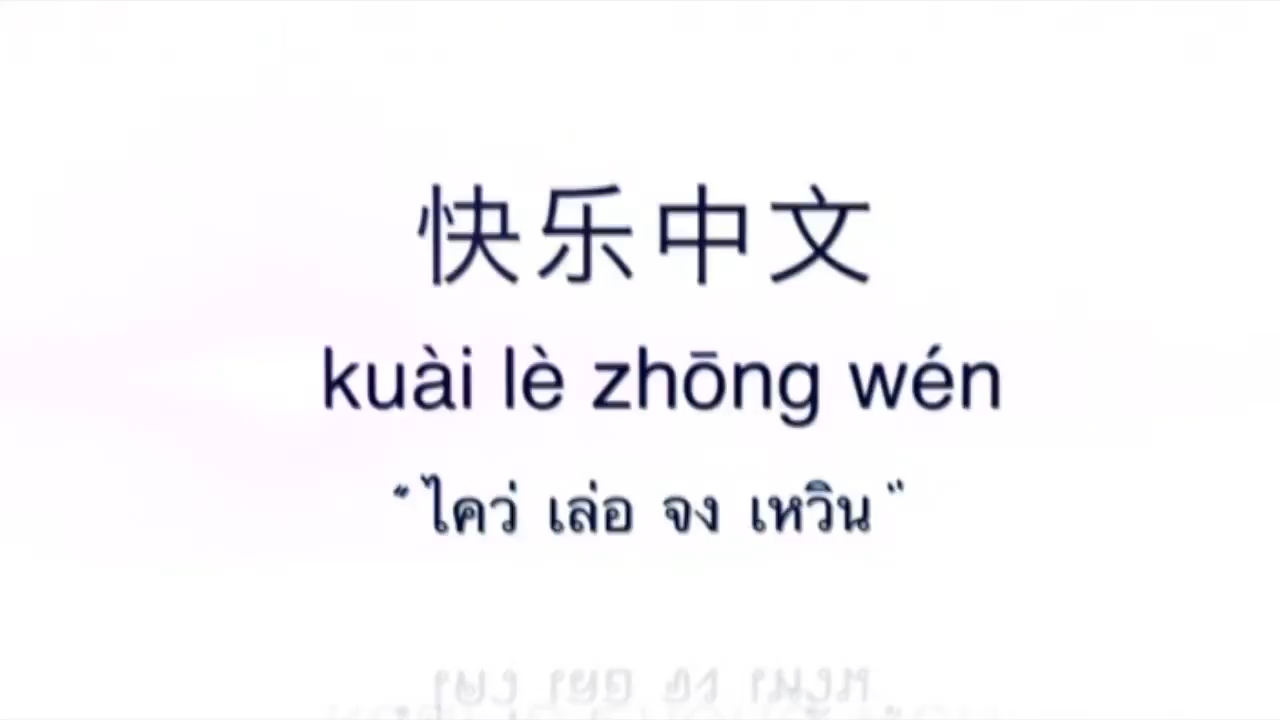 快乐中文
kuài lè zhōng wén
"ไคว่ เล่อ จง เหวิน"